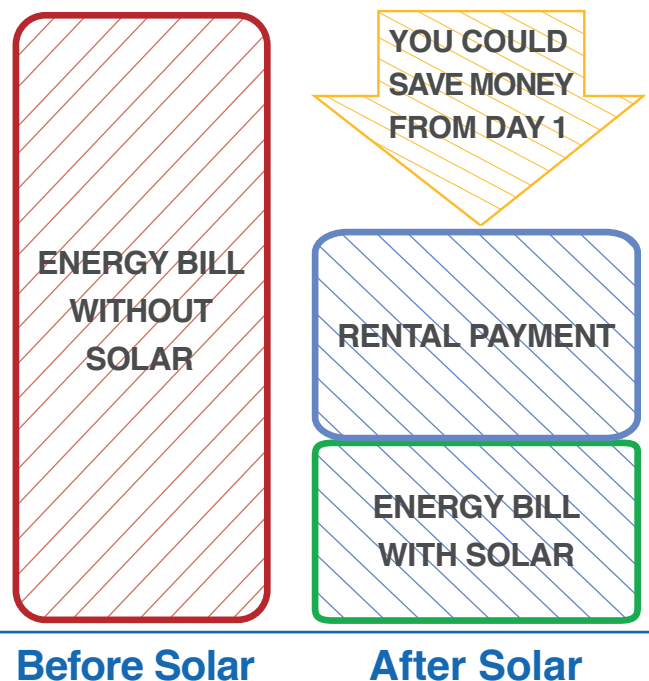 ENERGY BILL
WITHOUT
SOLAR
YOU COULD
SAVE MONEY
FROM DAY 1
RENTAL PAYMENT
ENERGY BILL
WITH SOLAR
Before Solar
After Solar